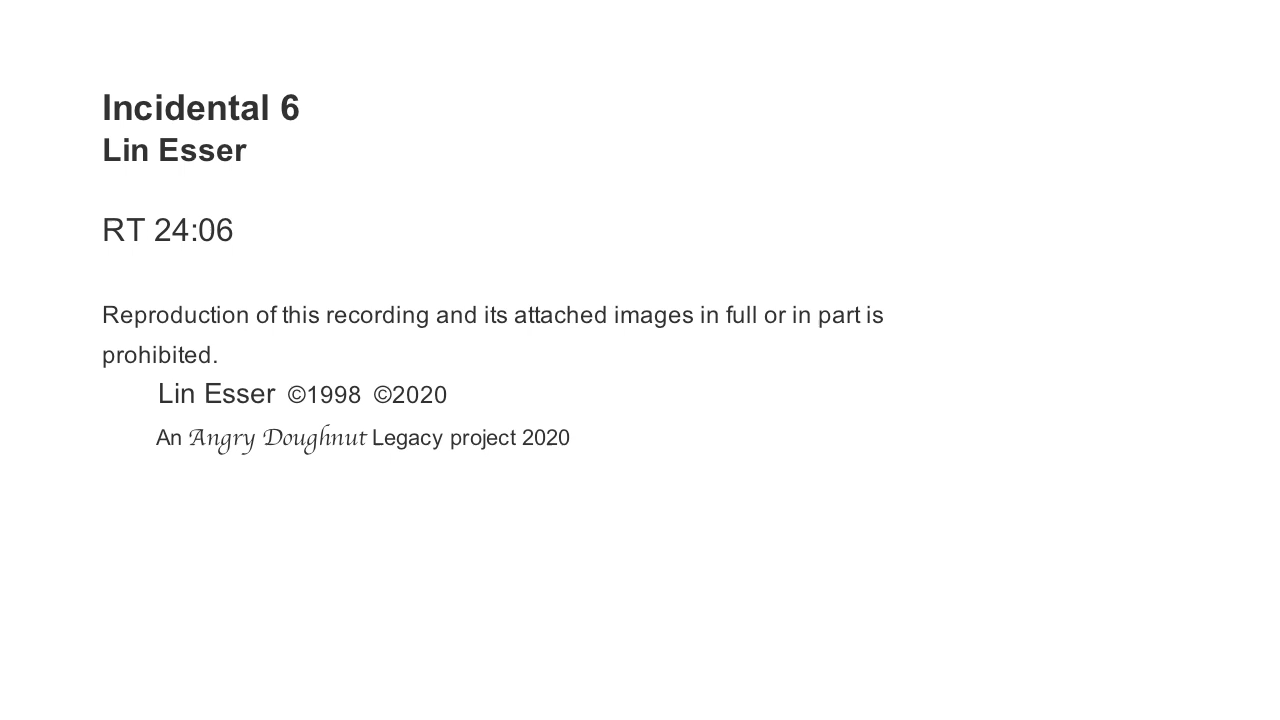 Incidental 6
Lin Esser
RT 24:06
Reproduction of this recording and its attached images in full or in part is
prohibited.
Lin Esser ©1998 ©2020
An Angry Doughnut Legacy project 2020